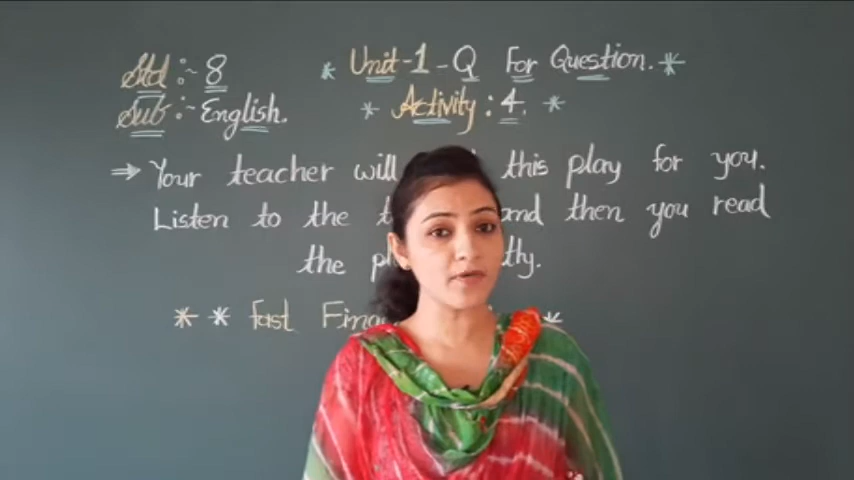 Std :- 8 * Unit-1 - Q For Question. *
Sub :- English. * Activity : 4. *
⇒ Your teacher will this play for you.
Listen to the and then you read
the
* * Fast *